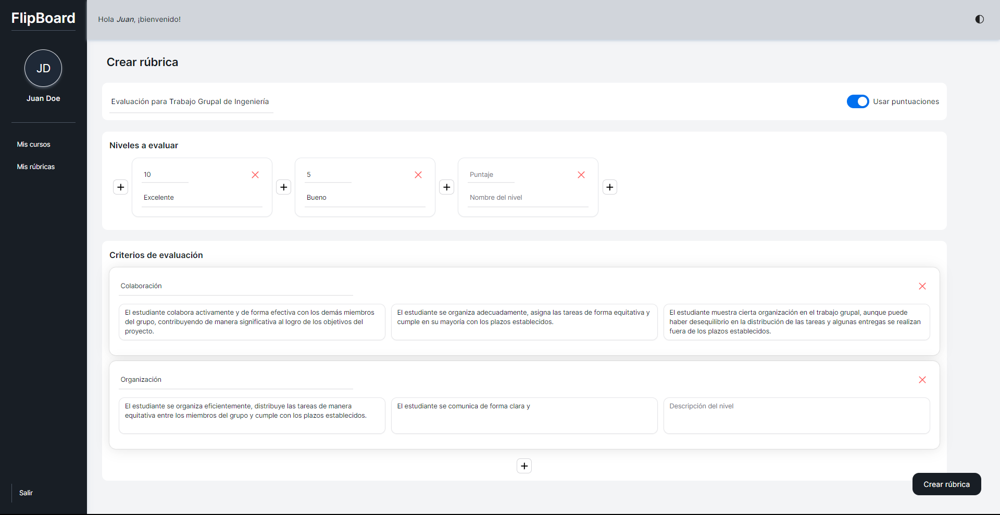 FlipBoard
Hola Juan, ¡bienvenido!
JD
Juan Doe
Mis cursos
Mis rúbricas
Salir
Crear rúbrica
Evaluación para Trabajo Grupal de Ingeniería
Usar puntuaciones
Niveles a evaluar
10
Excelente
5
Bueno
Puntaje
Nombre del nivel
Criterios de evaluación
Colaboración
El estudiante colabora activamente y de forma efectiva con los demás miembros
del grupo, contribuyendo de manera significativa al logro de los objetivos del
proyecto.
El estudiante se organiza adecuadamente, asigna las tareas de forma equitativa y
cumple en su mayoría con los plazos establecidos.
El estudiante muestra cierta organización en el trabajo grupal, aunque puede
haber desequilibrio en la distribución de las tareas y algunas entregas se realizan
fuera de los plazos establecidos.
Organización
El estudiante se organiza eficientemente, distribuye las tareas de manera
equitativa entre los miembros del grupo y cumple con los plazos establecidos.
El estudiante se comunica de forma clara y
Descripción del nivel
Crear rúbrica